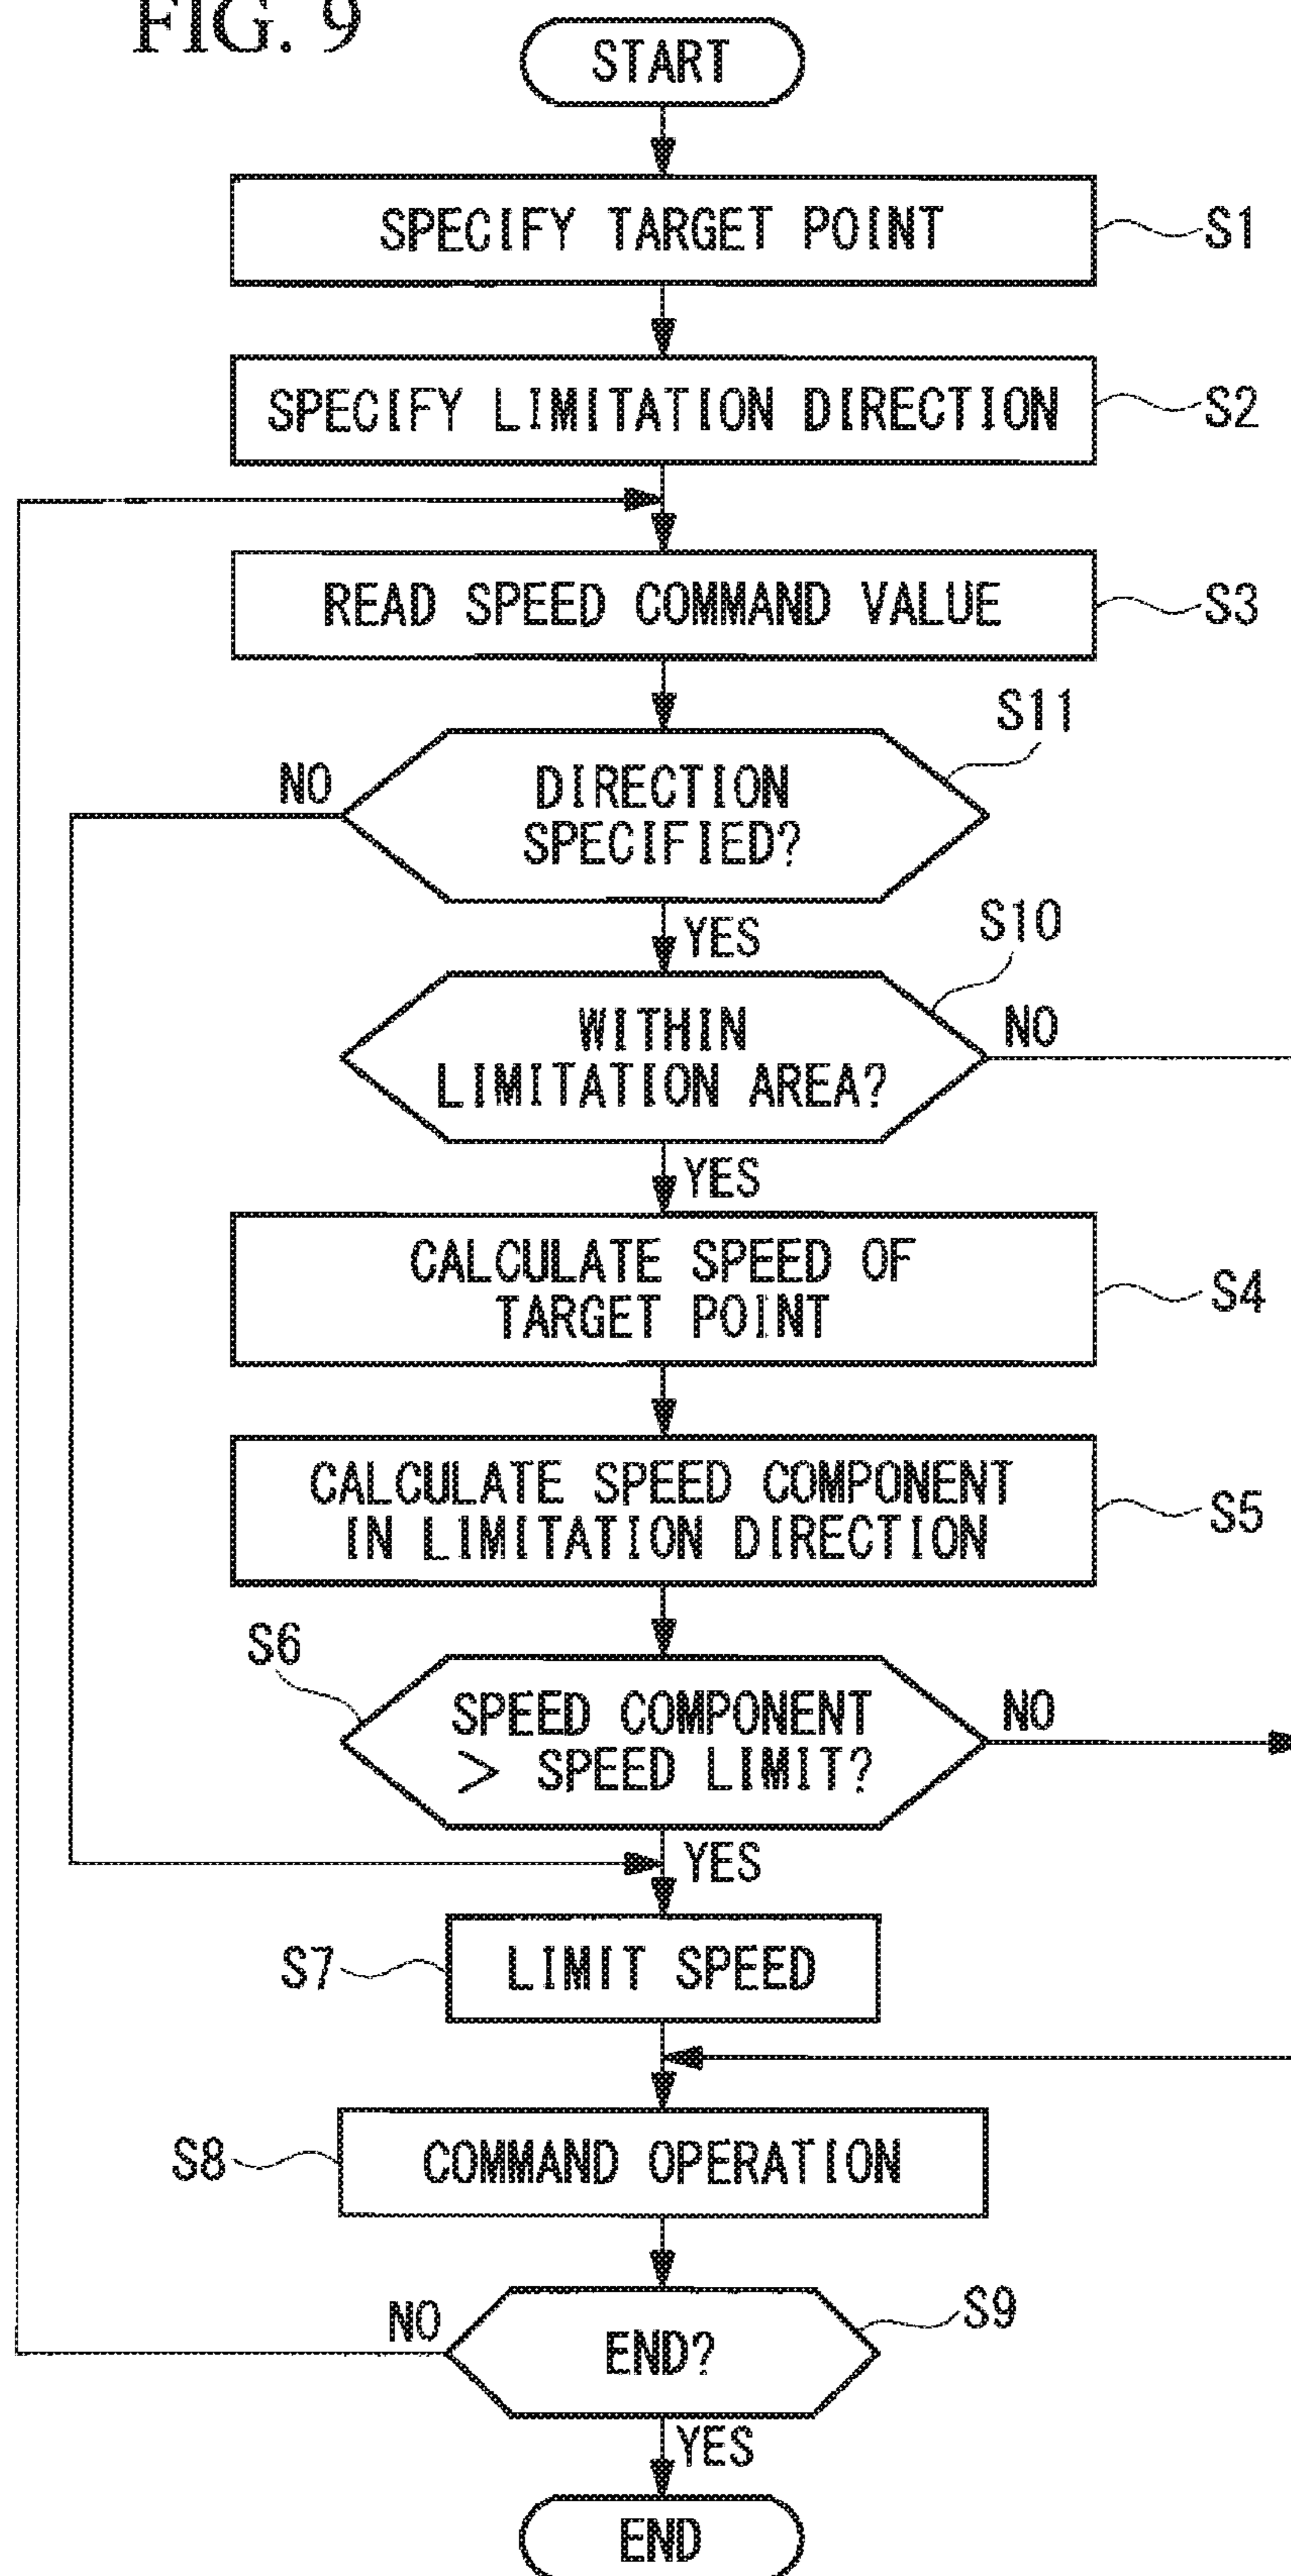 FIG. 9
START
SPECIFY TARGET POINT
S1
SPECIFY LIMITATION DIRECTION
S2
READ SPEED COMMAND VALUE
S3
S11
NO
DIRECTION
SPECIFIED?
YES
S10
WITHIN
LIMITATION AREA?
NO
YES
CALCULATE SPEED OF
TARGET POINT
S4
CALCULATE SPEED COMPONENT
IN LIMITATION DIRECTION
S5
S6
SPEED COMPONENT
> SPEED LIMIT?
NO
YES
S7
LIMIT SPEED
S8
COMMAND OPERATION
S9
NO
END?
YES
END